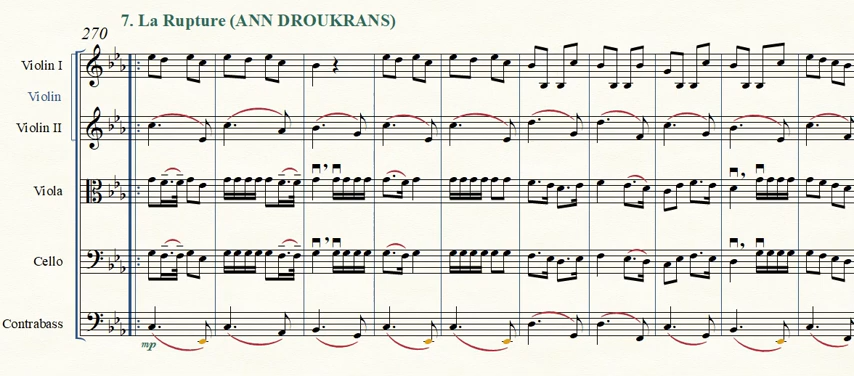 7. La Rupture (ANN DROUKRANS)
270
Violin I
Violin
Violin II
Viola
Cello
Contrabass
mp